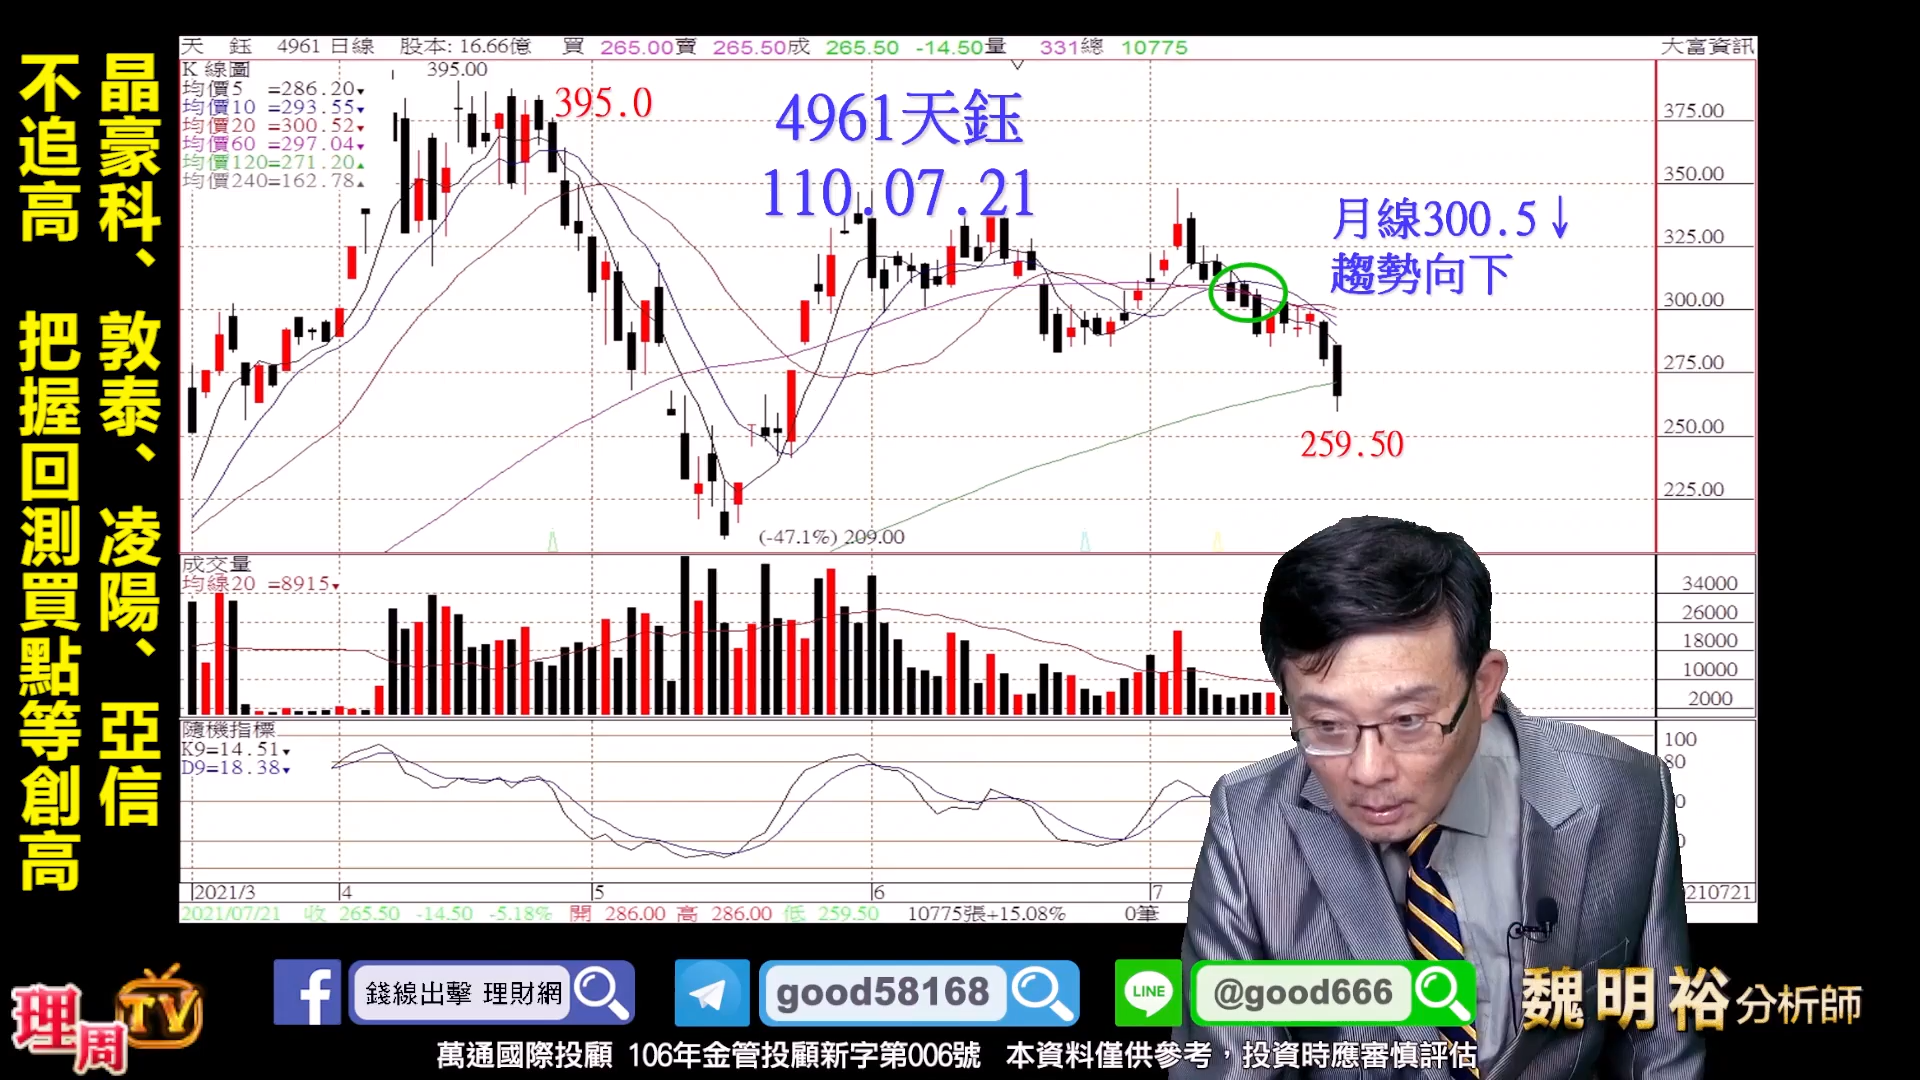 晶豪科、敦泰、凌陽、亞信
不追高 把握回測買點等創高
天 鈺 4961 日線 股本: 16.66億 買 265.00賣 265.50成 265.50 -14.50量 331總 10775 大富資訊
K 線圖
均價5 =286.20▼
均價10 =293.55▼
均價20 =300.52▼
均價60 =297.04▼
均價120=271.20▲
均價240=162.78▲
395.00
395.0
4961天鈺
110.07.21
月線300.5↓
趨勢向下
375.00
350.00
325.00
300.00
275.00
250.00
225.00
259.50
(-47.1%) 209.00
成交量
均線20 =8915▼
34000
26000
18000
10000
2000
隨機指標
K9=14.51▼
D9=18.38▼
100
80
2021/3 4 5 6 7 210721
2021/07/21 收 265.50 -14.50 -5.18% 開 286.00 高 286.00 低 259.50 10775張+15.08% 0筆
理周TV
f 錢線出擊 理財網
good58168
LINE @good666
魏明裕分析師
萬通國際投顧 106年金管投顧新字第006號 本資料僅供參考，投資時應審慎評估